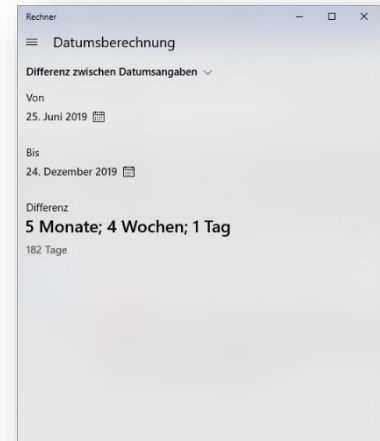 Rechner
Datumsberechnung
Differenz zwischen Datumsangaben
Von
25. Juni 2019
Bis
24. Dezember 2019
Differenz
5 Monate; 4 Wochen; 1 Tag
182 Tage